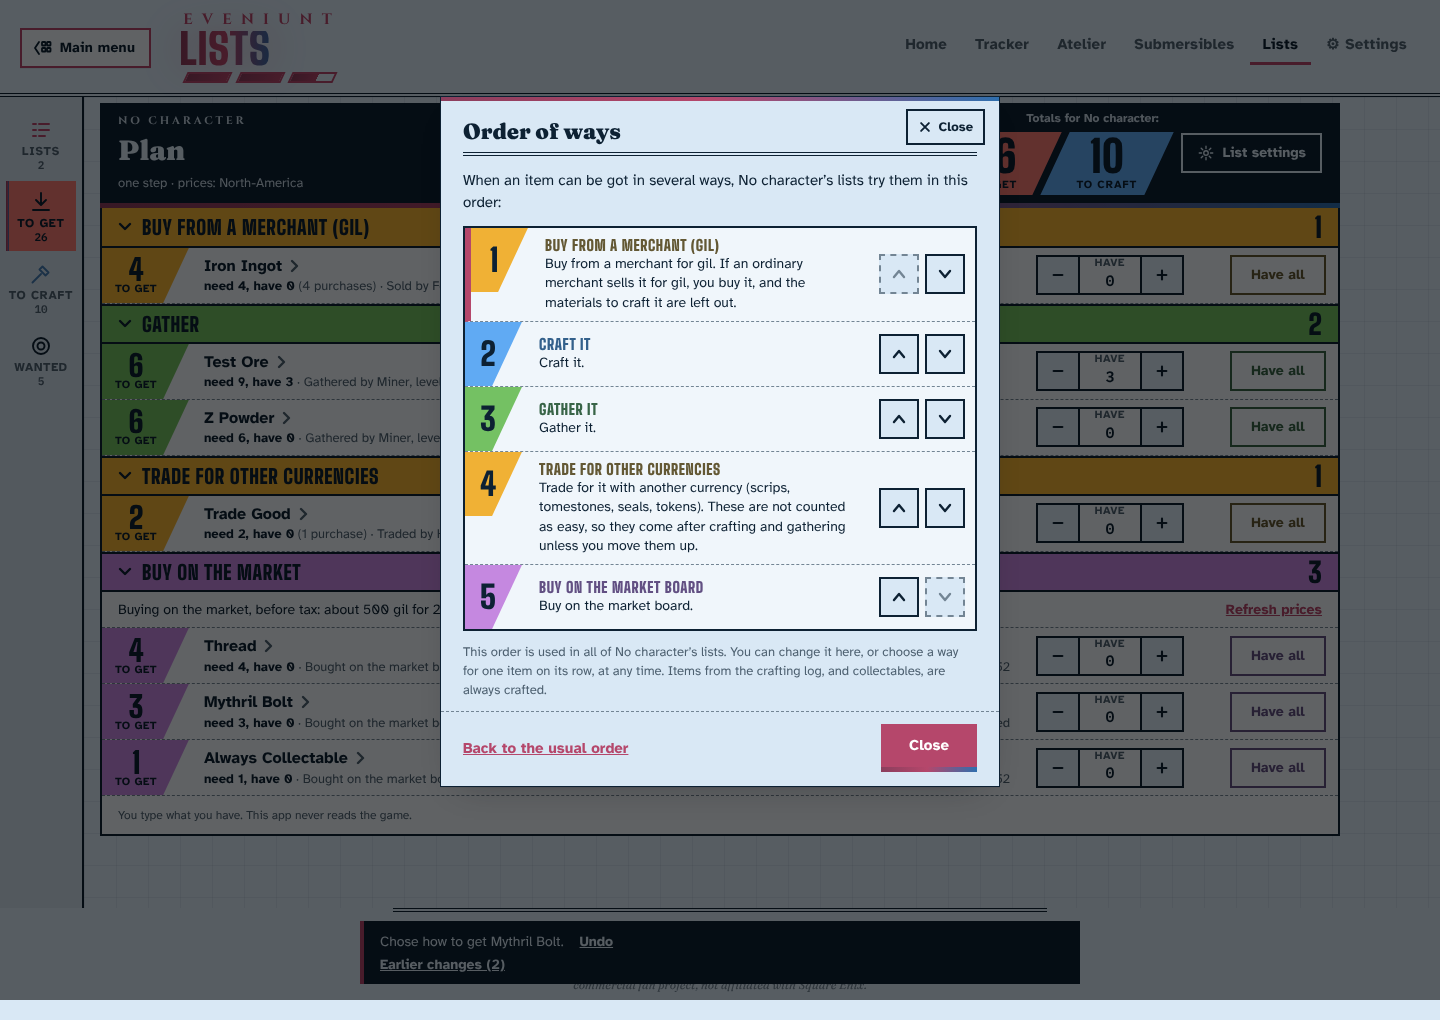 EVENIUNT
LISTS
Main menu
Home
Tracker
Atelier
Submersibles
Lists
Settings
LISTS
2
TO GET
26
TO CRAFT
10
WANTED
5
NO CHARACTER
Plan
one step · prices: North-America
Totals for No character:
10
TO CRAFT
List settings
Order of ways
Close
When an item can be got in several ways, No character's lists try them in this
order:
1
BUY FROM A MERCHANT (GIL)
Buy from a merchant for gil. If an ordinary
merchant sells it for gil, you buy it, and the
materials to craft it are left out.
2
CRAFT IT
Craft it.
3
GATHER IT
Gather it.
4
TRADE FOR OTHER CURRENCIES
Trade for it with another currency (scrips,
tomestones, seals, tokens). These are not counted
as easy, so they come after crafting and gathering
unless you move them up.
5
BUY ON THE MARKET BOARD
Buy on the market board.
This order is used in all of No character's lists. You can change it here, or choose a way
for one item on its row, at any time. Items from the crafting log, and collectables, are
always crafted.
Back to the usual order
Close
BUY FROM A MERCHANT (GIL)
1
4
TO GET
Iron Ingot
need 4, have 0 (4 purchases) · Sold by
HAVE
0
Have all
GATHER
2
6
TO GET
Test Ore
need 9, have 3 · Gathered by Miner,
HAVE
3
Have all
6
TO GET
Z Powder
need 6, have 0 · Gathered by Miner,
HAVE
0
Have all
TRADE FOR OTHER CURRENCIES
1
2
TO GET
Trade Good
need 2, have 0 (1 purchase) · Traded by
HAVE
0
Have all
BUY ON THE MARKET
3
Buying on the market, before tax: about 500 gil for
Refresh prices
4
TO GET
Thread
need 4, have 0 · Bought on the market
HAVE
0
Have all
3
TO GET
Mythril Bolt
need 3, have 0 · Bought on the market
HAVE
0
Have all
1
TO GET
Always Collectable
need 1, have 0 · Bought on the market
HAVE
0
Have all
You type what you have. This app never reads the game.
Chose how to get Mythril Bolt. Undo
Earlier changes (2)
commercial fan project, not affiliated with Square Enix.